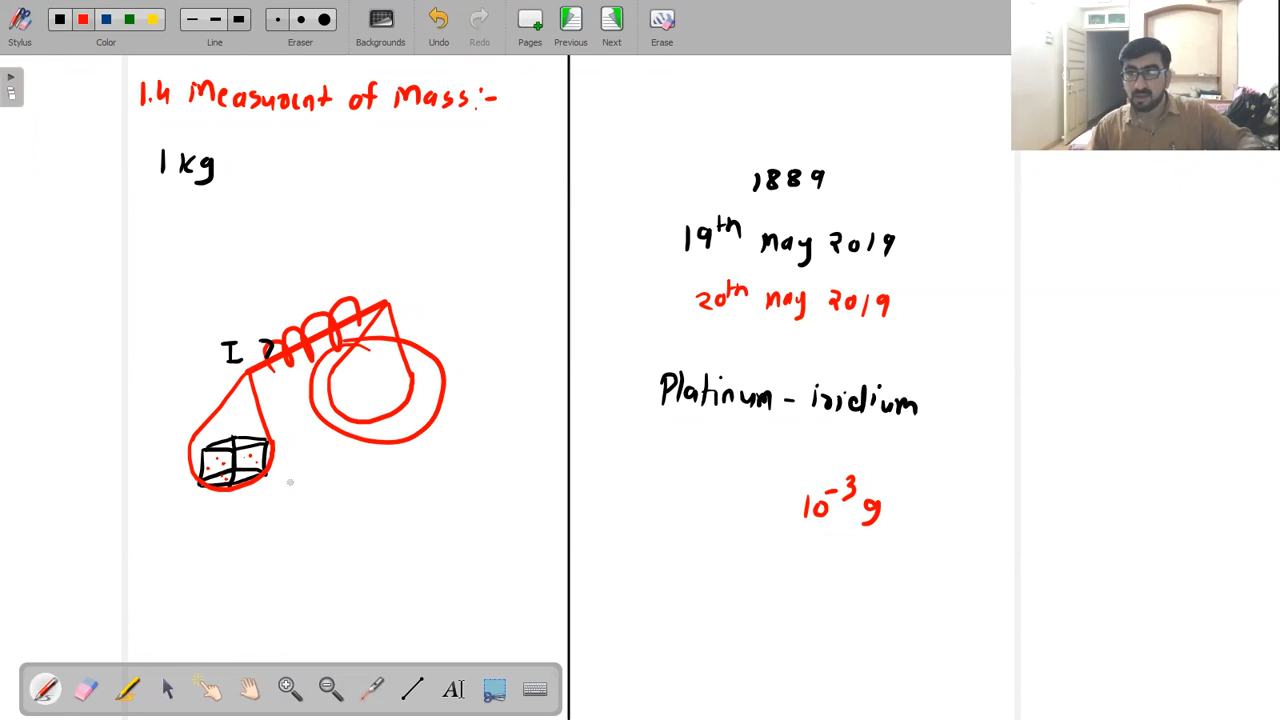 Stylus
Color
Line
Eraser
Backgrounds
Undo
Redo
Pages
Previous
Next
Erase
1.4 Measurent of Mass:-
1 kg
I
1889
19th may 2019
20th may 2019
Platinum - iridium
10-3 g